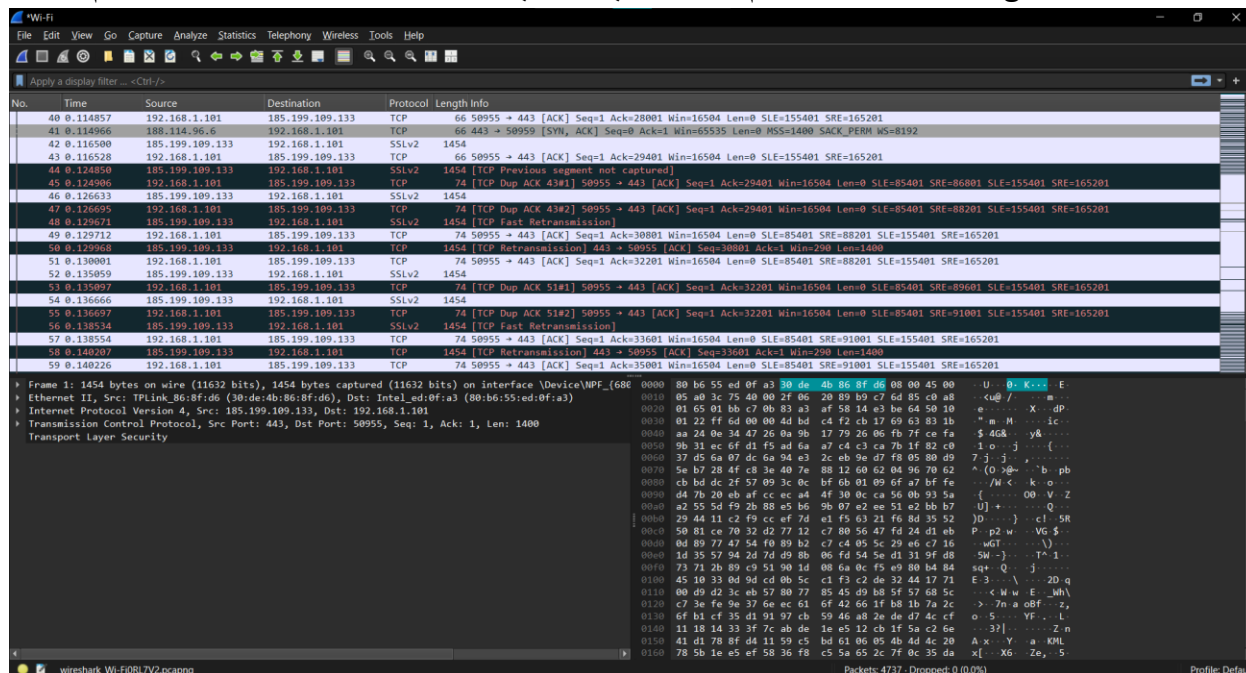 *Wi-Fi
File Edit View Go Capture Analyze Statistics Telephony Wireless Tools Help
Apply a display filter ... <Ctrl-/>
No. Time Source Destination Protocol Length Info
40 0.114857 192.168.1.101 185.199.109.133 TCP 66 50955 → 443 [ACK] Seq=1 Ack=28001 Win=16504 Len=0 SLE=155401 SRE=165201
41 0.114966 188.114.96.6 192.168.1.101 TCP 66 443 → 50959 [SYN, ACK] Seq=0 Ack=1 Win=65535 Len=0 MSS=1400 SACK_PERM WS=8192
42 0.116500 185.199.109.133 192.168.1.101 SSLv2 1454
43 0.116528 192.168.1.101 185.199.109.133 TCP 66 50955 → 443 [ACK] Seq=1 Ack=29401 Win=16504 Len=0 SLE=155401 SRE=165201
44 0.124850 185.199.109.133 192.168.1.101 SSLv2 1454 [TCP Previous segment not captured]
45 0.124906 192.168.1.101 185.199.109.133 TCP 74 [TCP Dup ACK 43#1] 50955 → 443 [ACK] Seq=1 Ack=29401 Win=16504 Len=0 SLE=85401 SRE=86801 SLE=155401 SRE=165201
46 0.126633 185.199.109.133 192.168.1.101 SSLv2 1454
47 0.126695 192.168.1.101 185.199.109.133 TCP 74 [TCP Dup ACK 43#2] 50955 → 443 [ACK] Seq=1 Ack=29401 Win=16504 Len=0 SLE=85401 SRE=88201 SLE=155401 SRE=165201
48 0.129671 185.199.109.133 192.168.1.101 SSLv2 1454 [TCP Fast Retransmission]
49 0.129712 192.168.1.101 185.199.109.133 TCP 74 50955 → 443 [ACK] Seq=1 Ack=30801 Win=16504 Len=0 SLE=85401 SRE=88201 SLE=155401 SRE=165201
50 0.129968 185.199.109.133 192.168.1.101 TCP 1454 [TCP Retransmission] 443 → 50955 [ACK] Seq=30801 Ack=1 Win=290 Len=1400
51 0.130001 192.168.1.101 185.199.109.133 TCP 74 50955 → 443 [ACK] Seq=1 Ack=32201 Win=16504 Len=0 SLE=85401 SRE=88201 SLE=155401 SRE=165201
52 0.135059 185.199.109.133 192.168.1.101 SSLv2 1454
53 0.135097 192.168.1.101 185.199.109.133 TCP 74 [TCP Dup ACK 51#1] 50955 → 443 [ACK] Seq=1 Ack=32201 Win=16504 Len=0 SLE=85401 SRE=89601 SLE=155401 SRE=165201
54 0.136666 185.199.109.133 192.168.1.101 SSLv2 1454
55 0.136697 192.168.1.101 185.199.109.133 TCP 74 [TCP Dup ACK 51#2] 50955 → 443 [ACK] Seq=1 Ack=32201 Win=16504 Len=0 SLE=85401 SRE=91001 SLE=155401 SRE=165201
56 0.138534 185.199.109.133 192.168.1.101 SSLv2 1454 [TCP Fast Retransmission]
57 0.138554 192.168.1.101 185.199.109.133 TCP 74 50955 → 443 [ACK] Seq=1 Ack=33601 Win=16504 Len=0 SLE=85401 SRE=91001 SLE=155401 SRE=165201
58 0.140207 185.199.109.133 192.168.1.101 TCP 1454 [TCP Retransmission] 443 → 50955 [ACK] Seq=33601 Ack=1 Win=290 Len=1400
59 0.140226 192.168.1.101 185.199.109.133 TCP 74 50955 → 443 [ACK] Seq=1 Ack=35001 Win=16504 Len=0 SLE=85401 SRE=91001 SLE=155401 SRE=165201
Frame 1: 1454 bytes on wire (11632 bits), 1454 bytes captured (11632 bits) on interface \Device\NPF_{68E
Ethernet II, Src: TPLink_86:8f:d6 (30:de:4b:86:8f:d6), Dst: Intel_ed:0f:a3 (80:b6:55:ed:0f:a3)
Internet Protocol Version 4, Src: 185.199.109.133, Dst: 192.168.1.101
Transmission Control Protocol, Src Port: 443, Dst Port: 50955, Seq: 1, Ack: 1, Len: 1400
Transport Layer Security
0000 80 b6 55 ed 0f a3 30 de 4b 86 8f d6 08 00 45 00
0010 05 a0 3c 75 40 00 2f 06 20 89 b9 c7 6d 85 c0 a8
0020 01 65 01 bb c7 0b 83 a3 af 58 14 e3 be 64 50 10
0030 01 22 ff 6d 00 00 4d bd c4 f2 cb 17 69 63 83 1b
0040 aa 24 0e 34 47 26 0a 9b 17 79 26 06 fb 7f ce fa
0050 9b 31 ec 6f d1 f5 ad 6a a7 c4 c3 ca 7b 1f 82 c0
0060 37 d5 6a 07 dc 6a 94 e3 2c eb 9e d7 f8 05 80 d9
0070 5e b7 28 4f c8 3e 40 7e 88 12 60 62 04 96 70 62
0080 cb bd dc 2f 57 09 3c 0c bf 6b 01 09 6f a7 bf fe
0090 d4 7b 20 eb af cc ec a4 4f 30 0c ca 56 0b 93 5a
00a0 a2 55 5d f9 2b 88 e5 b6 9b 07 e2 ee 51 e2 bb b7
00b0 29 44 11 c2 f9 cc ef 7d e1 f5 63 21 f6 8d 35 52
00c0 50 81 ce 70 32 d2 77 12 c7 80 56 47 fd 24 d1 eb
00d0 0d 89 77 47 54 f0 89 b2 c7 c4 05 5c 29 e6 c7 16
00e0 1d 35 57 94 2d 7d d9 8b 06 fd 54 5e d1 31 9f d8
00f0 73 71 2b 89 c9 51 90 1d 08 6a 0c f5 e9 80 b4 84
0100 45 10 33 0d 9d cd 0b 5c c1 f3 c2 de 32 44 17 71
0110 00 d9 d2 3c eb 57 80 77 85 45 d9 b8 5f 57 68 5c
0120 c7 3e fe 9e 37 6e ec 61 6f 42 66 1f b8 1b 7a 2c
0130 6f b1 cf 35 d1 91 97 cb 59 46 a8 2e de d7 4c cf
0140 11 18 14 33 3f 7c ab de 1e e5 12 cb 1f 5a c2 6e
0150 41 d1 78 8f d4 11 59 c5 bd 61 06 05 4b 4d 4c 20
0160 78 5b 1e e5 ef 58 36 f8 c5 5a 65 2c 7f 0c 35 da
wireshark_Wi-Fi0RL7V2.pcapng Packets: 4737 · Dropped: 0 (0.0%) Profile: Defau